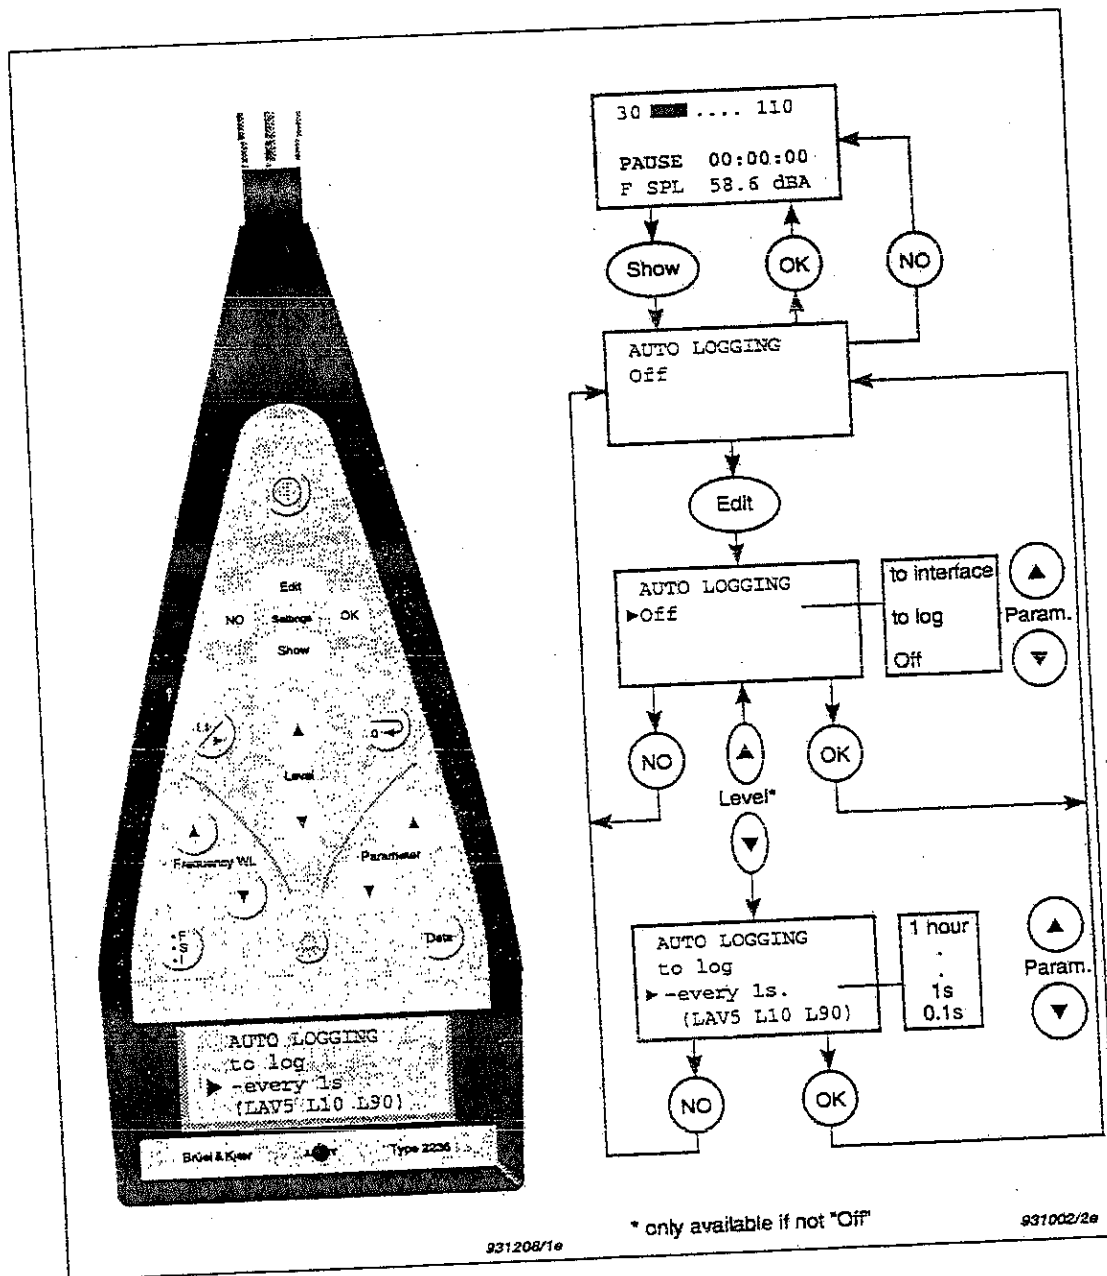 30 .... 110
PAUSE 00:00:00
F SPL 58.6 dBA
Show
OK
NO
AUTO LOGGING
Off
Edit
AUTO LOGGING
►Off
to interface
to log
Off
Param.
NO
Level*
OK
AUTO LOGGING
to log
►-every 1s.
(LAV5 L10 L90)
1 hour
.
.
1s
0.1s
Param.
NO
OK
Edit
NO
Settings
OK
Show
Level
Frequency W.
Parameter
F
S
I
Data
AUTO LOGGING
to log
►-every 1s
(LAV5 L10 L90)
Brüel & Kjær
Type 2236
* only available if not "Off"
931208/1e
931002/2e